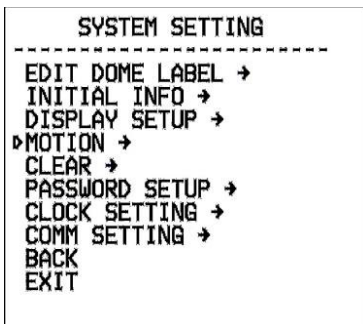 SYSTEM SETTING
EDIT DOME LABEL →
INITIAL INFO →
DISPLAY SETUP →
MOTION →
CLEAR →
PASSWORD SETUP →
CLOCK SETTING →
COMM SETTING →
BACK
EXIT